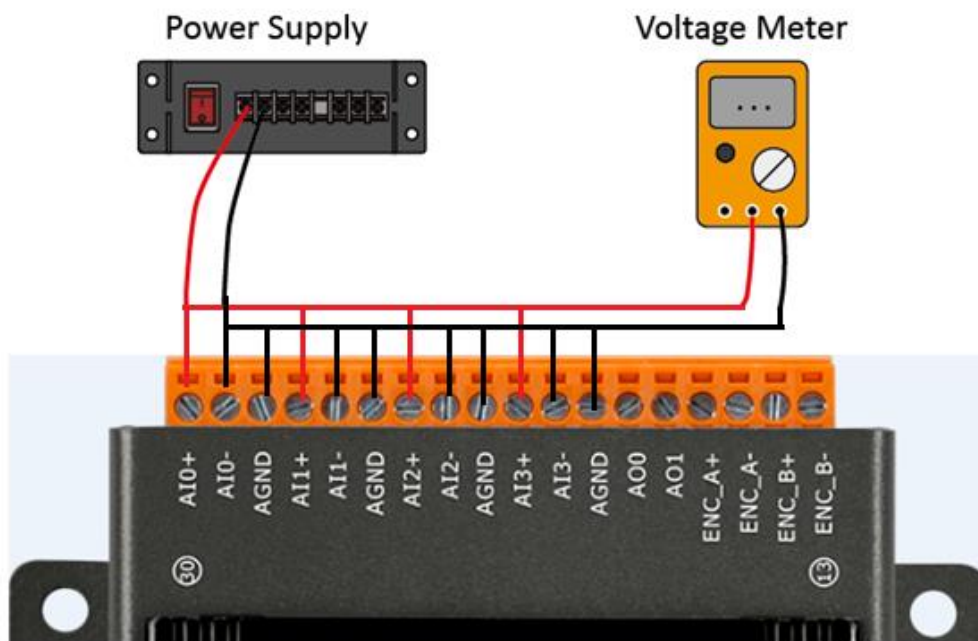 Power Supply
Voltage Meter
...
AI0+
AI0-
AGND
AI1+
AI1-
AGND
AI2+
AI2-
AGND
AI3+
AI3-
AGND
AO0
AO1
ENC_A+
ENC_A-
ENC_B+
ENC_B-
30
13